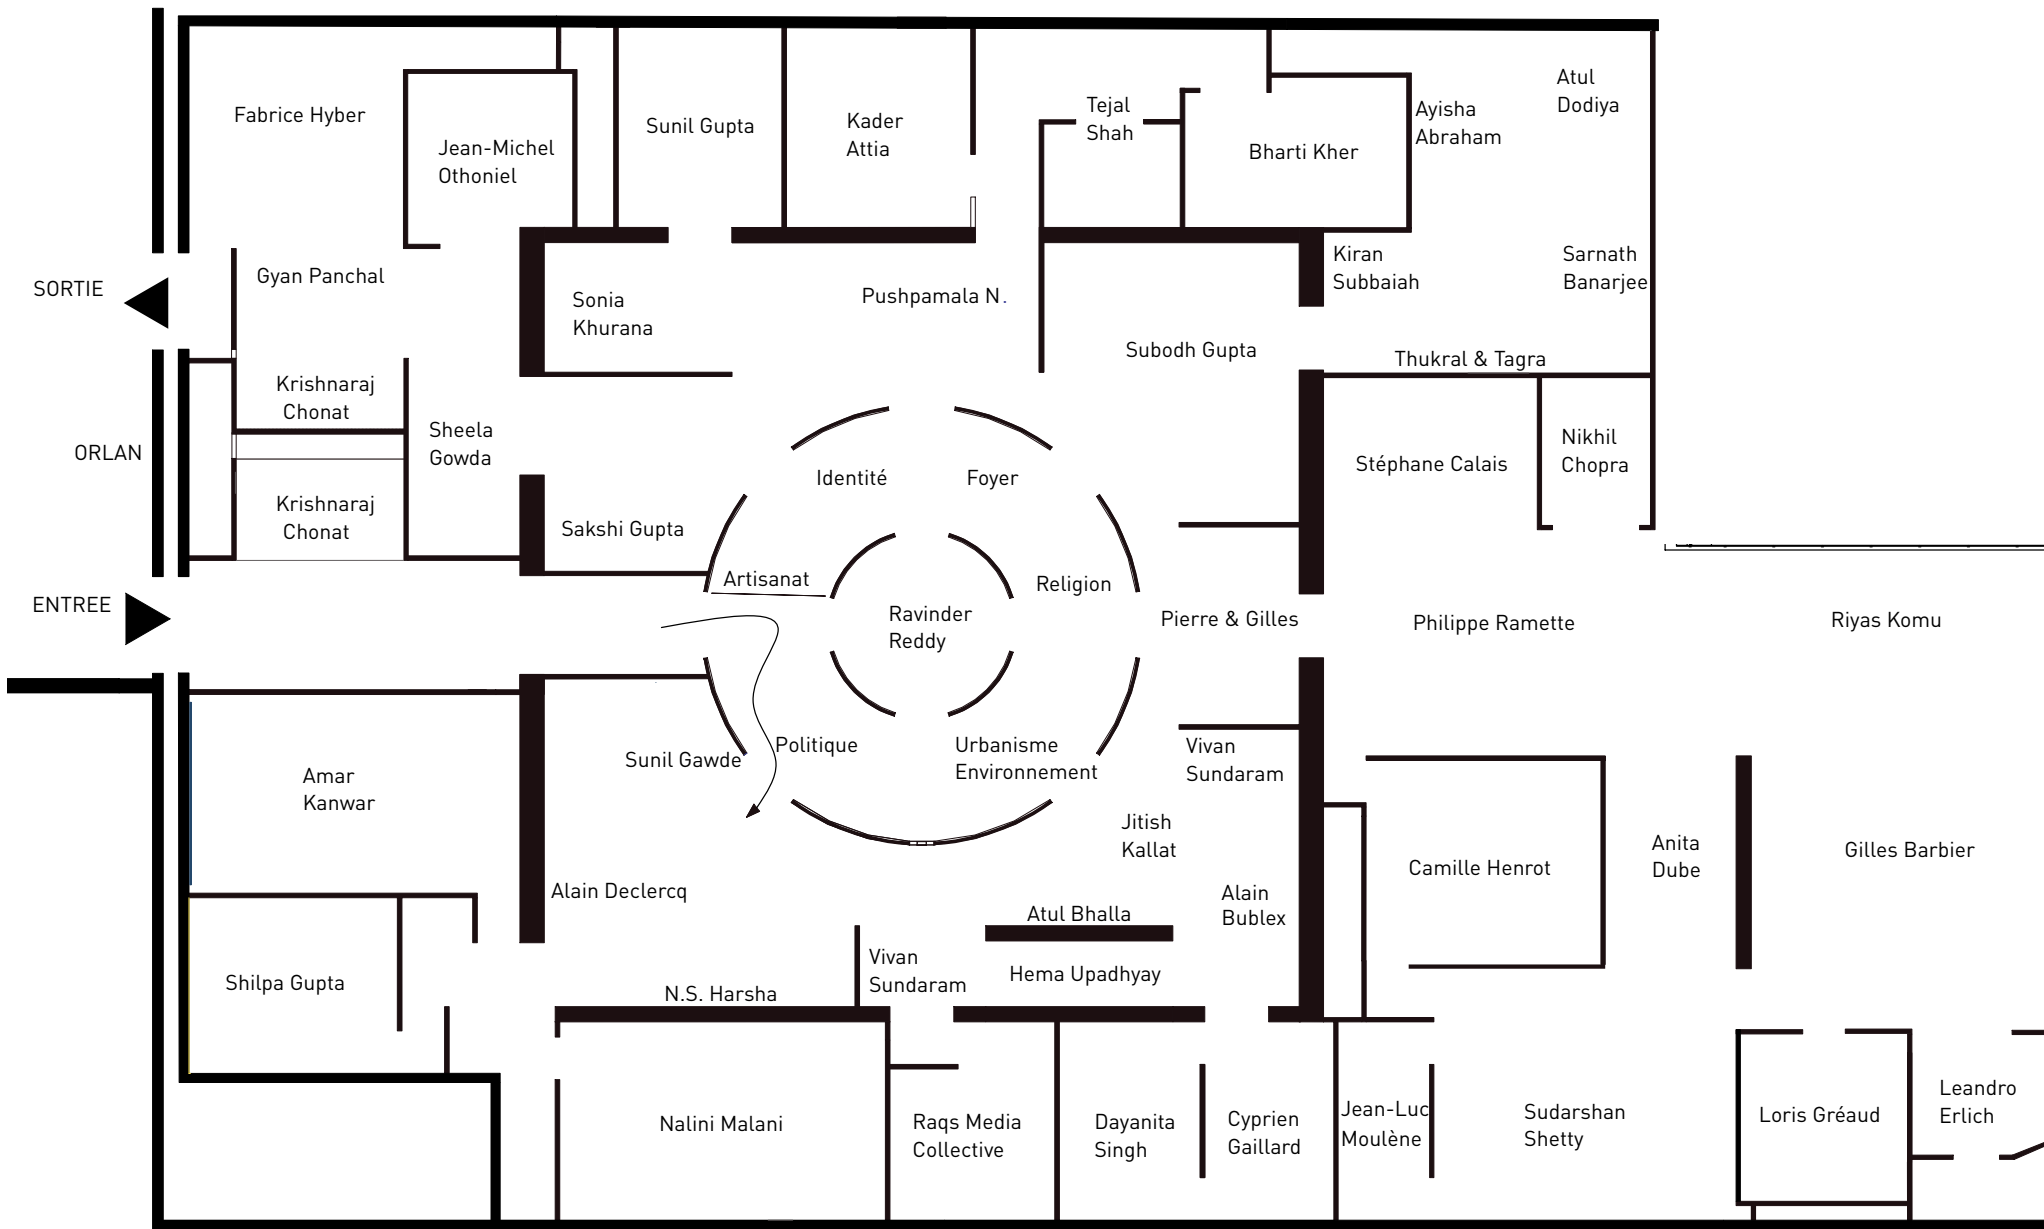 Fabrice Hyber
Jean-Michel
Othoniel
Sunil Gupta
Kader
Attia
Tejal
Shah
Bharti Kher
Ayisha
Abraham
Atul
Dodiya
SORTIE
Gyan Panchal
Sonia
Khurana
Pushpamala N.
Subodh Gupta
Kiran
Subbaiah
Sarnath
Banarjee
Thukral & Tagra
ORLAN
Krishnaraj
Chonat
Sheela
Gowda
Krishnaraj
Chonat
Sakshi Gupta
Identité
Foyer
Stéphane Calais
Nikhil
Chopra
ENTREE
Artisanat
Ravinder
Reddy
Religion
Pierre & Gilles
Philippe Ramette
Riyas Komu
Amar
Kanwar
Sunil Gawde
Politique
Urbanisme
Environnement
Vivan
Sundaram
Jitish
Kallat
Camille Henrot
Anita
Dube
Gilles Barbier
Alain Declercq
Alain
Bublex
Atul Bhalla
Shilpa Gupta
N.S. Harsha
Vivan
Sundaram
Hema Upadhyay
Nalini Malani
Raqs Media
Collective
Dayanita
Singh
Cyprien
Gaillard
Jean-Luc
Moulène
Sudarshan
Shetty
Loris Gréaud
Leandro
Erlich